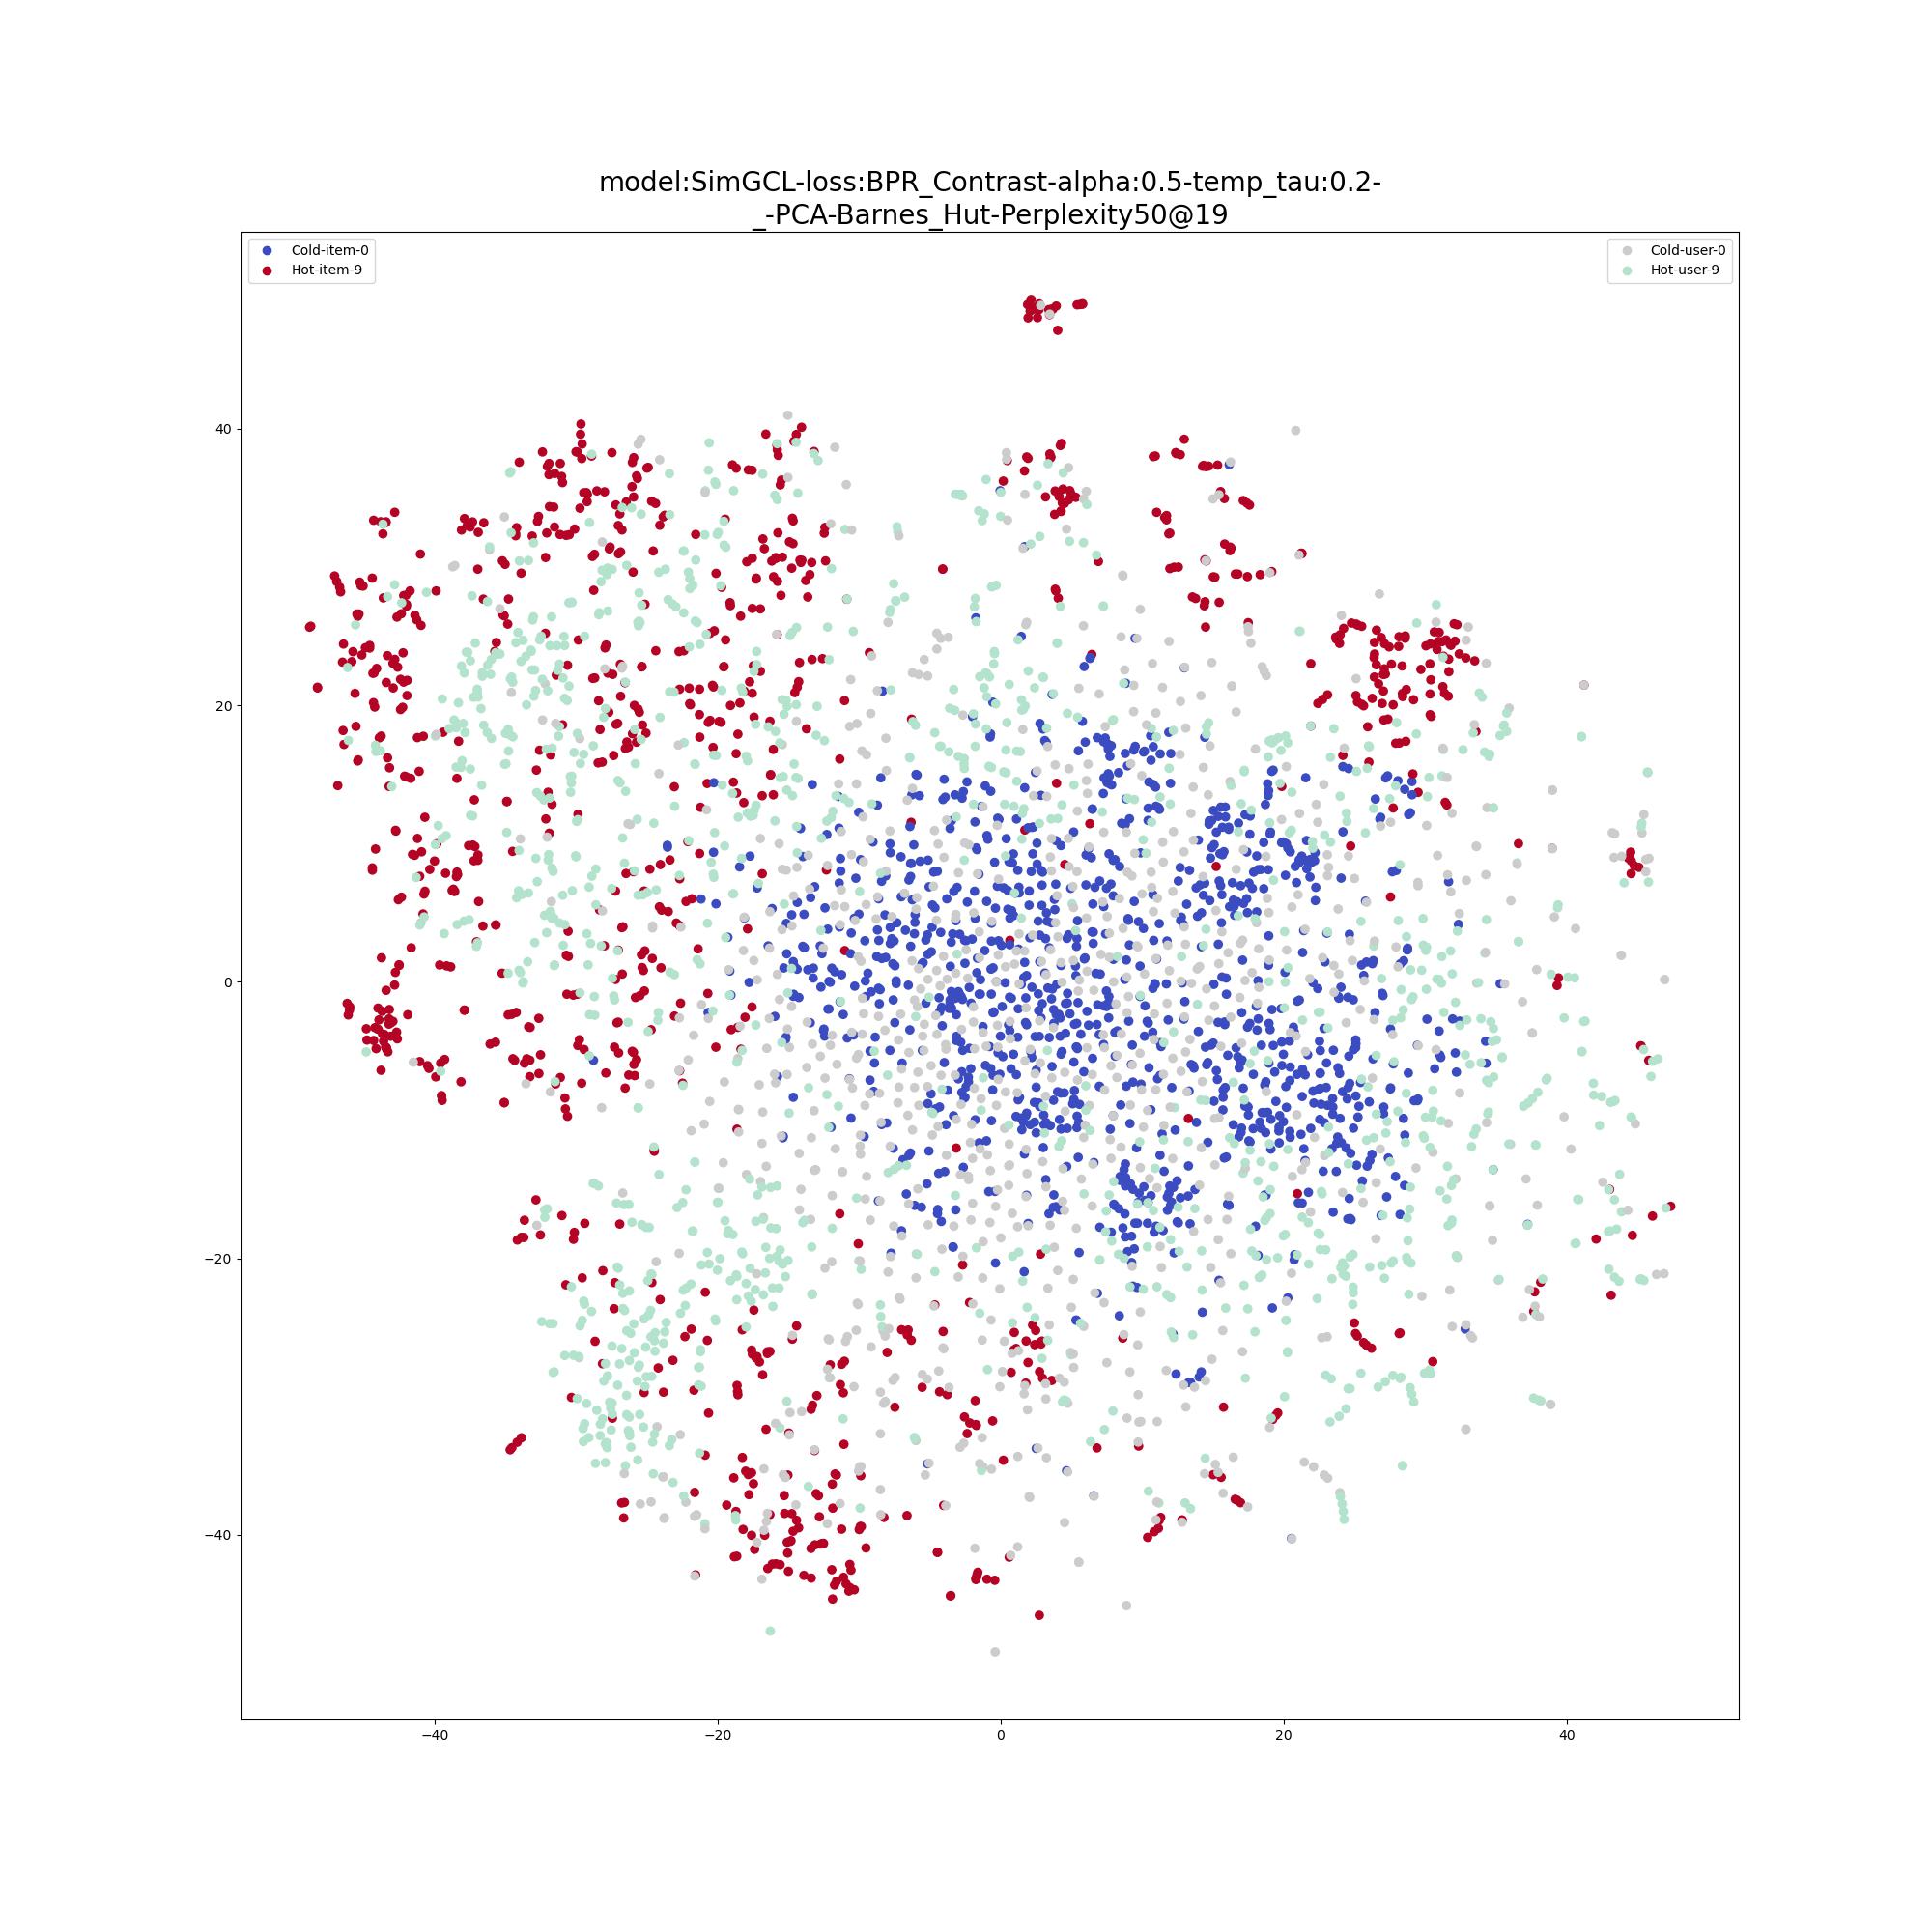 model:SimGCL-loss:BPR_Contrast-alpha:0.5-temp_tau:0.2-
_-PCA-Barnes_Hut-Perplexity50@19
Cold-item-0
Hot-item-9
Cold-user-0
Hot-user-9
40
20
0
−20
−40
−40
−20
0
20
40